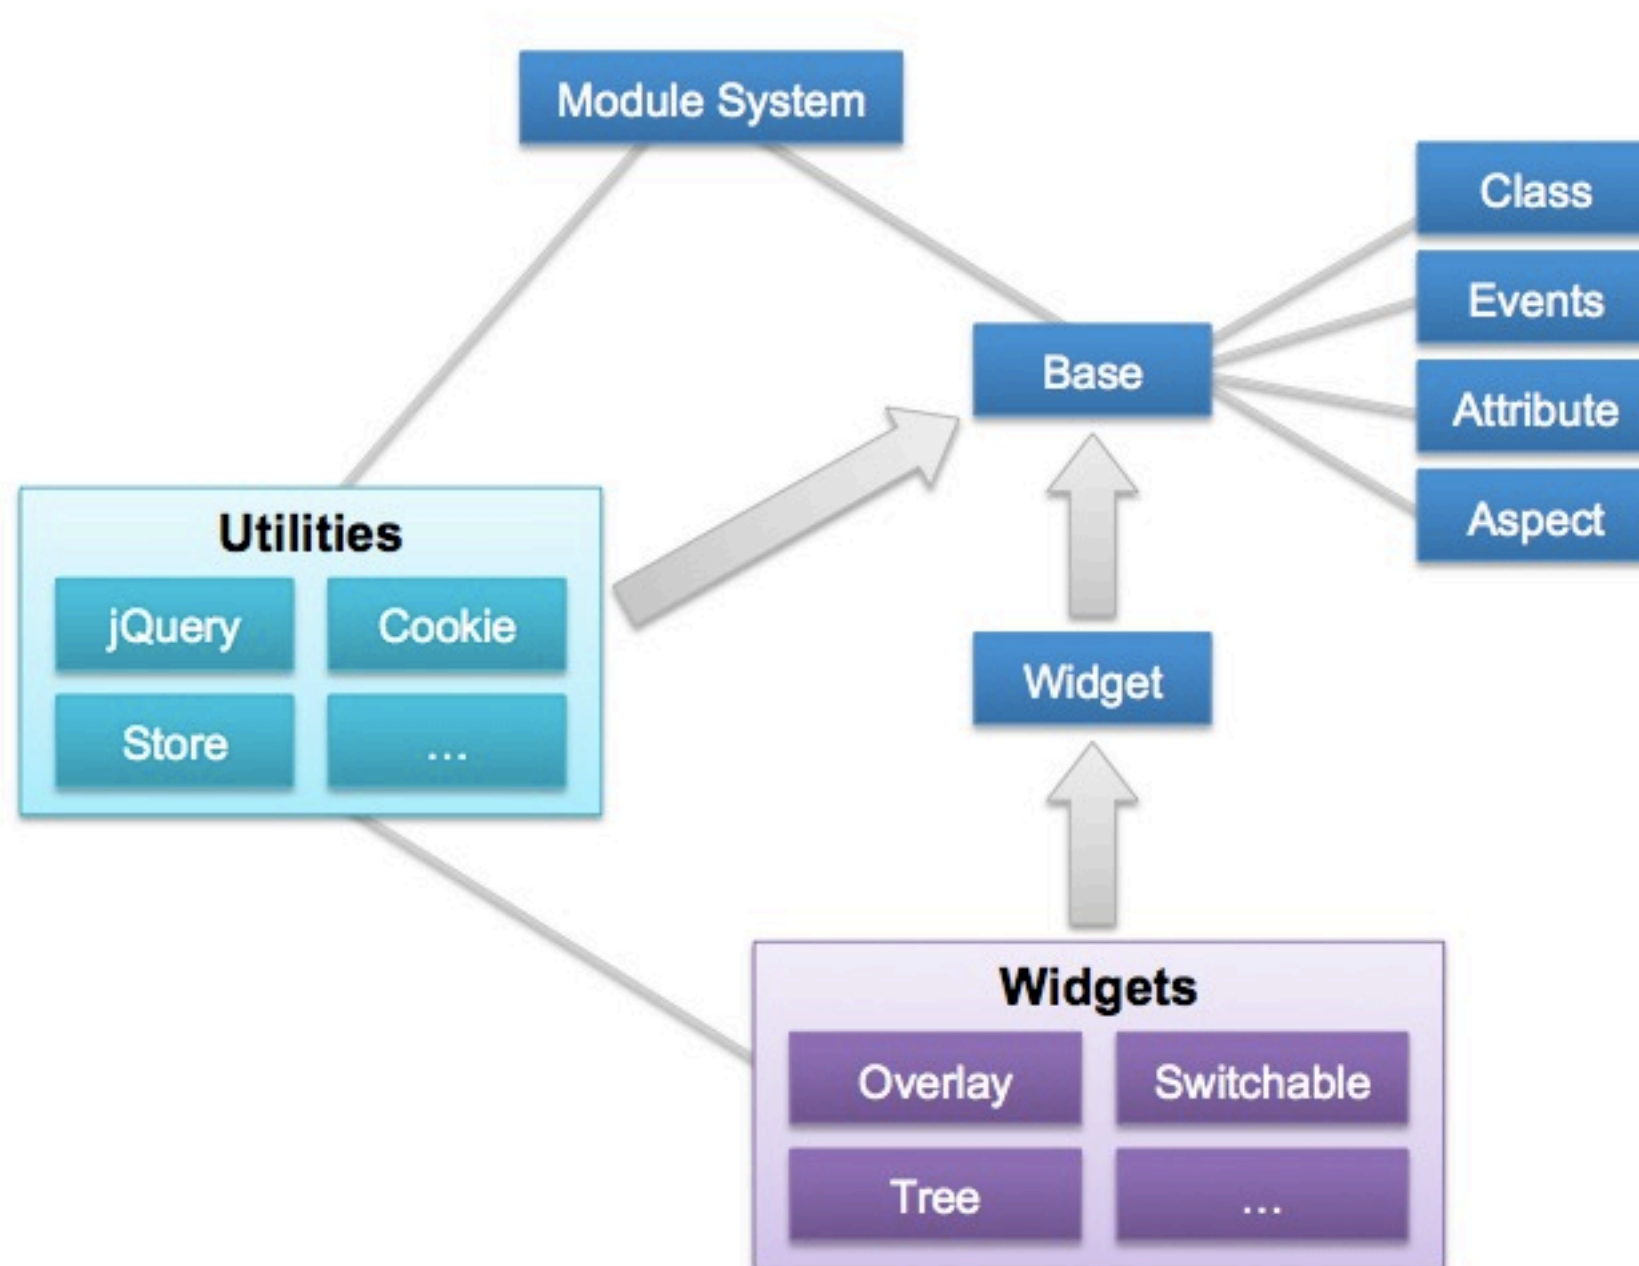 Module System
Class
Events
Base
Attribute
Aspect
Utilities
jQuery
Cookie
Store
...
Widget
Widgets
Overlay
Switchable
Tree
...